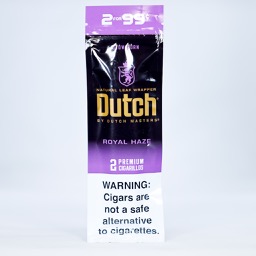 2 FOR 99¢
NATURAL LEAF WRAPPER
Dutch
BY DUTCH MASTERS
ROYAL HAZE
2 PREMIUM
CIGARILLOS
WARNING:
Cigars are
not a safe
alternative
to cigarettes.